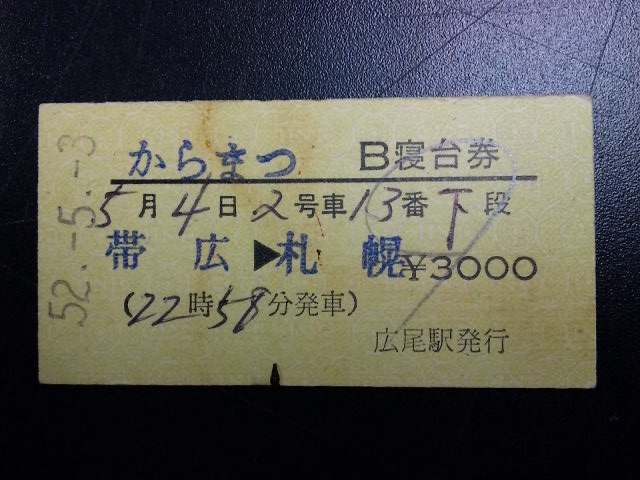 からまつ B寝台券
5月4日2号車13番下段
帯広▶札幌 ¥3000
(22時58分発車)
広尾駅発行
52.-5.-3